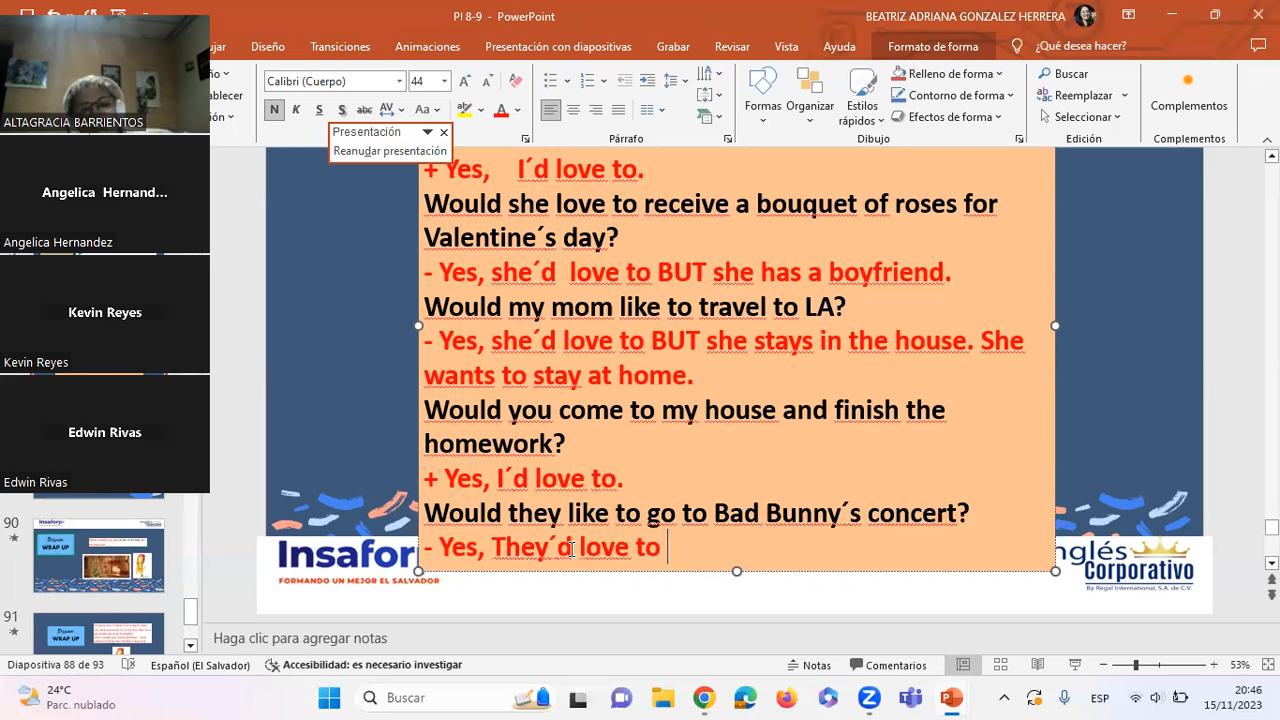 PI 8-9 - PowerPoint
BEATRIZ ADRIANA GONZALEZ HERRERA
Diseño Transiciones Animaciones Presentación con diapositivas Grabar Revisar Vista Ayuda Formato de forma ¿Qué desea hacer?
Calibri (Cuerpo) 44
N K S S abc AV Aa A
Formas Organizar Estilos rápidos
Relleno de forma
Contorno de forma
Efectos de forma
Buscar
Reemplazar
Seleccionar
Complementos
Presentación
Reanudar presentación
Párrafo Dibujo Edición Complementos
ALTAGRACIA BARRIENTOS
Angelica Hernand...
Angelica Hernandez
Kevin Reyes
Kevin Reyes
Edwin Rivas
Edwin Rivas
+ Yes, I´d love to.
Would she love to receive a bouquet of roses for
Valentine´s day?
- Yes, she´d love to BUT she has a boyfriend.
Would my mom like to travel to LA?
- Yes, she´d love to BUT she stays in the house. She
wants to stay at home.
Would you come to my house and finish the
homework?
+ Yes, I´d love to.
Would they like to go to Bad Bunny´s concert?
- Yes, They´d love to
Insaforp
FORMANDO UN MEJOR EL SALVADOR
Inglés
Corporativo
By Regal International, S.A. de C.V.
90
91
WRAP UP
Haga clic para agregar notas
Diapositiva 88 de 93 Español (El Salvador) Accesibilidad: es necesario investigar Notas Comentarios 53%
24°C
Parc. nublado
Buscar
ESP
20:46
15/11/2023